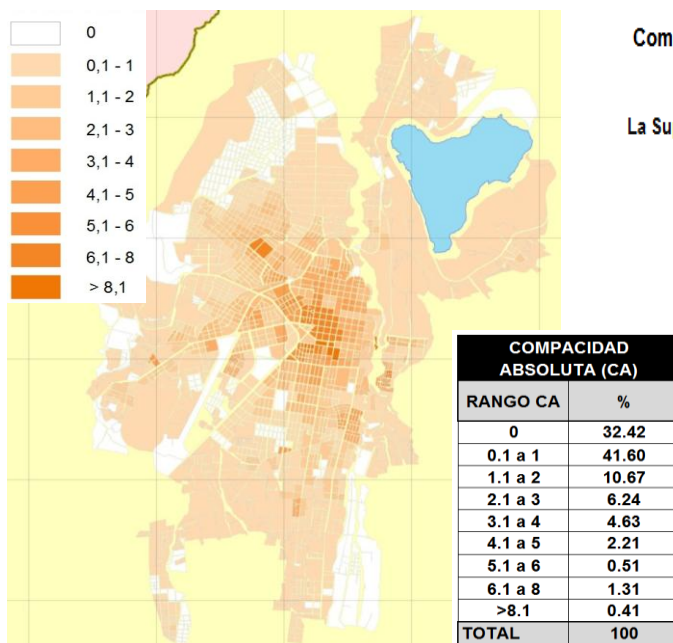 0
0,1 - 1
1,1 - 2
2,1 - 3
3,1 - 4
4,1 - 5
5,1 - 6
6,1 - 8
> 8,1
Com
La Su
COMPACIDAD
ABSOLUTA (CA)
RANGO CA %
0 32.42
0.1 a 1 41.60
1.1 a 2 10.67
2.1 a 3 6.24
3.1 a 4 4.63
4.1 a 5 2.21
5.1 a 6 0.51
6.1 a 8 1.31
>8.1 0.41
TOTAL 100